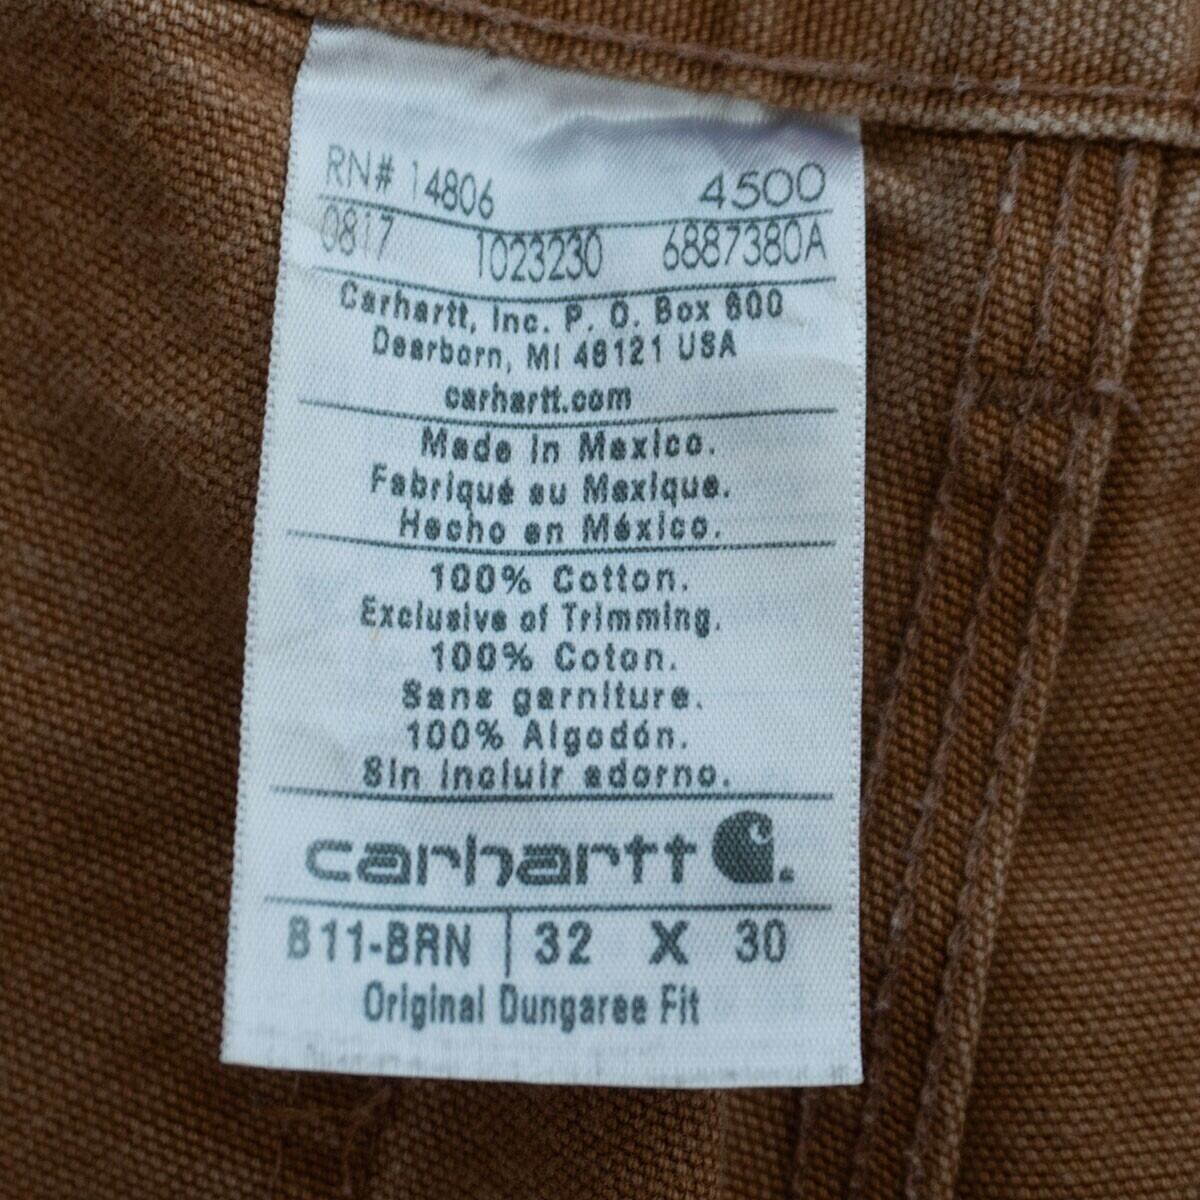 RN# 14806 4500
0817 1023230 6887380A
Carhartt, Inc. P. O. Box 600
Dearborn, MI 48121 USA
carhartt.com
Made in Mexico.
Fabriqué au Mexique.
Hecho en México.
100% Cotton.
Exclusive of Trimming.
100% Coton.
Sans garniture.
100% Algodón.
Sin incluir adorno.
carhartt
B11-BRN | 32 X 30
Original Dungaree Fit